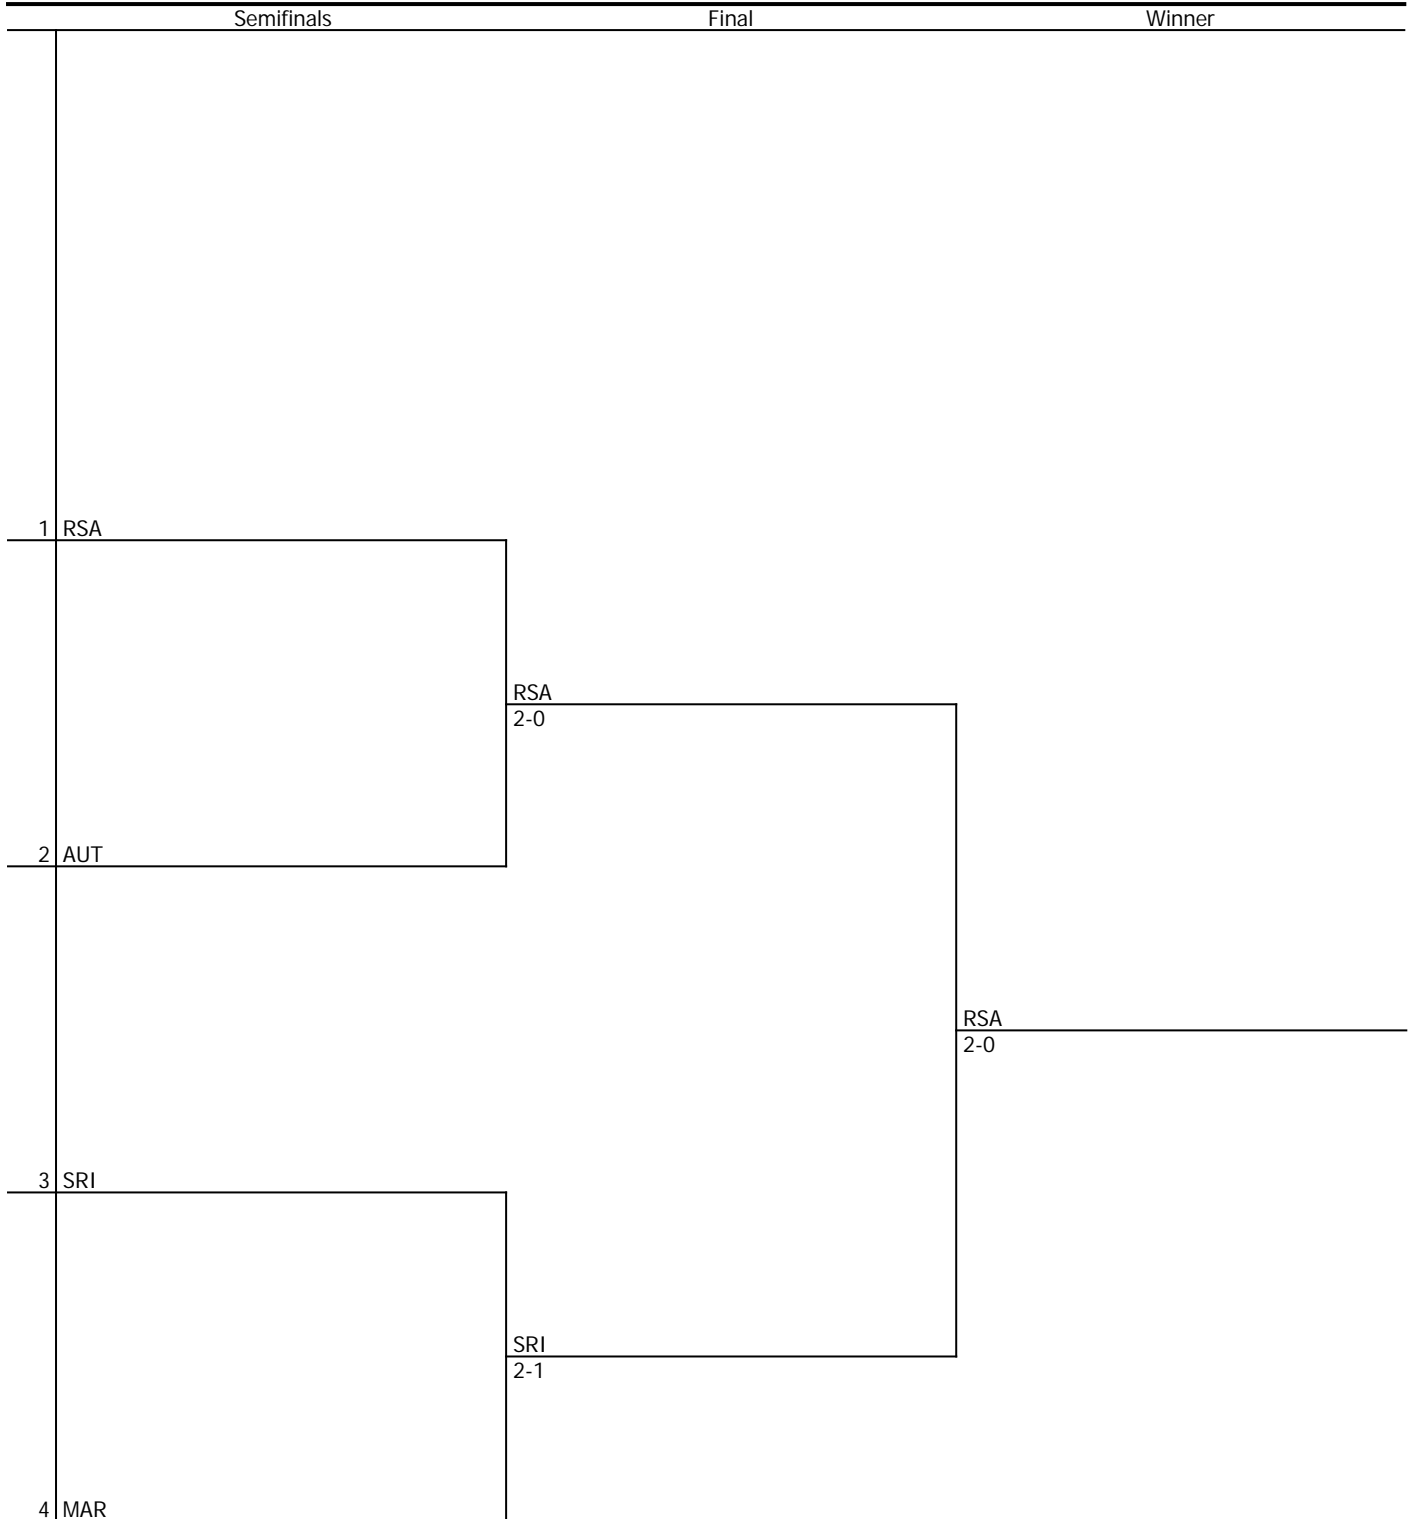 Semifinals Final Winner
1 RSA
RSA
2-0
2 AUT
RSA
2-0
3 SRI
SRI
2-1
4 MAR